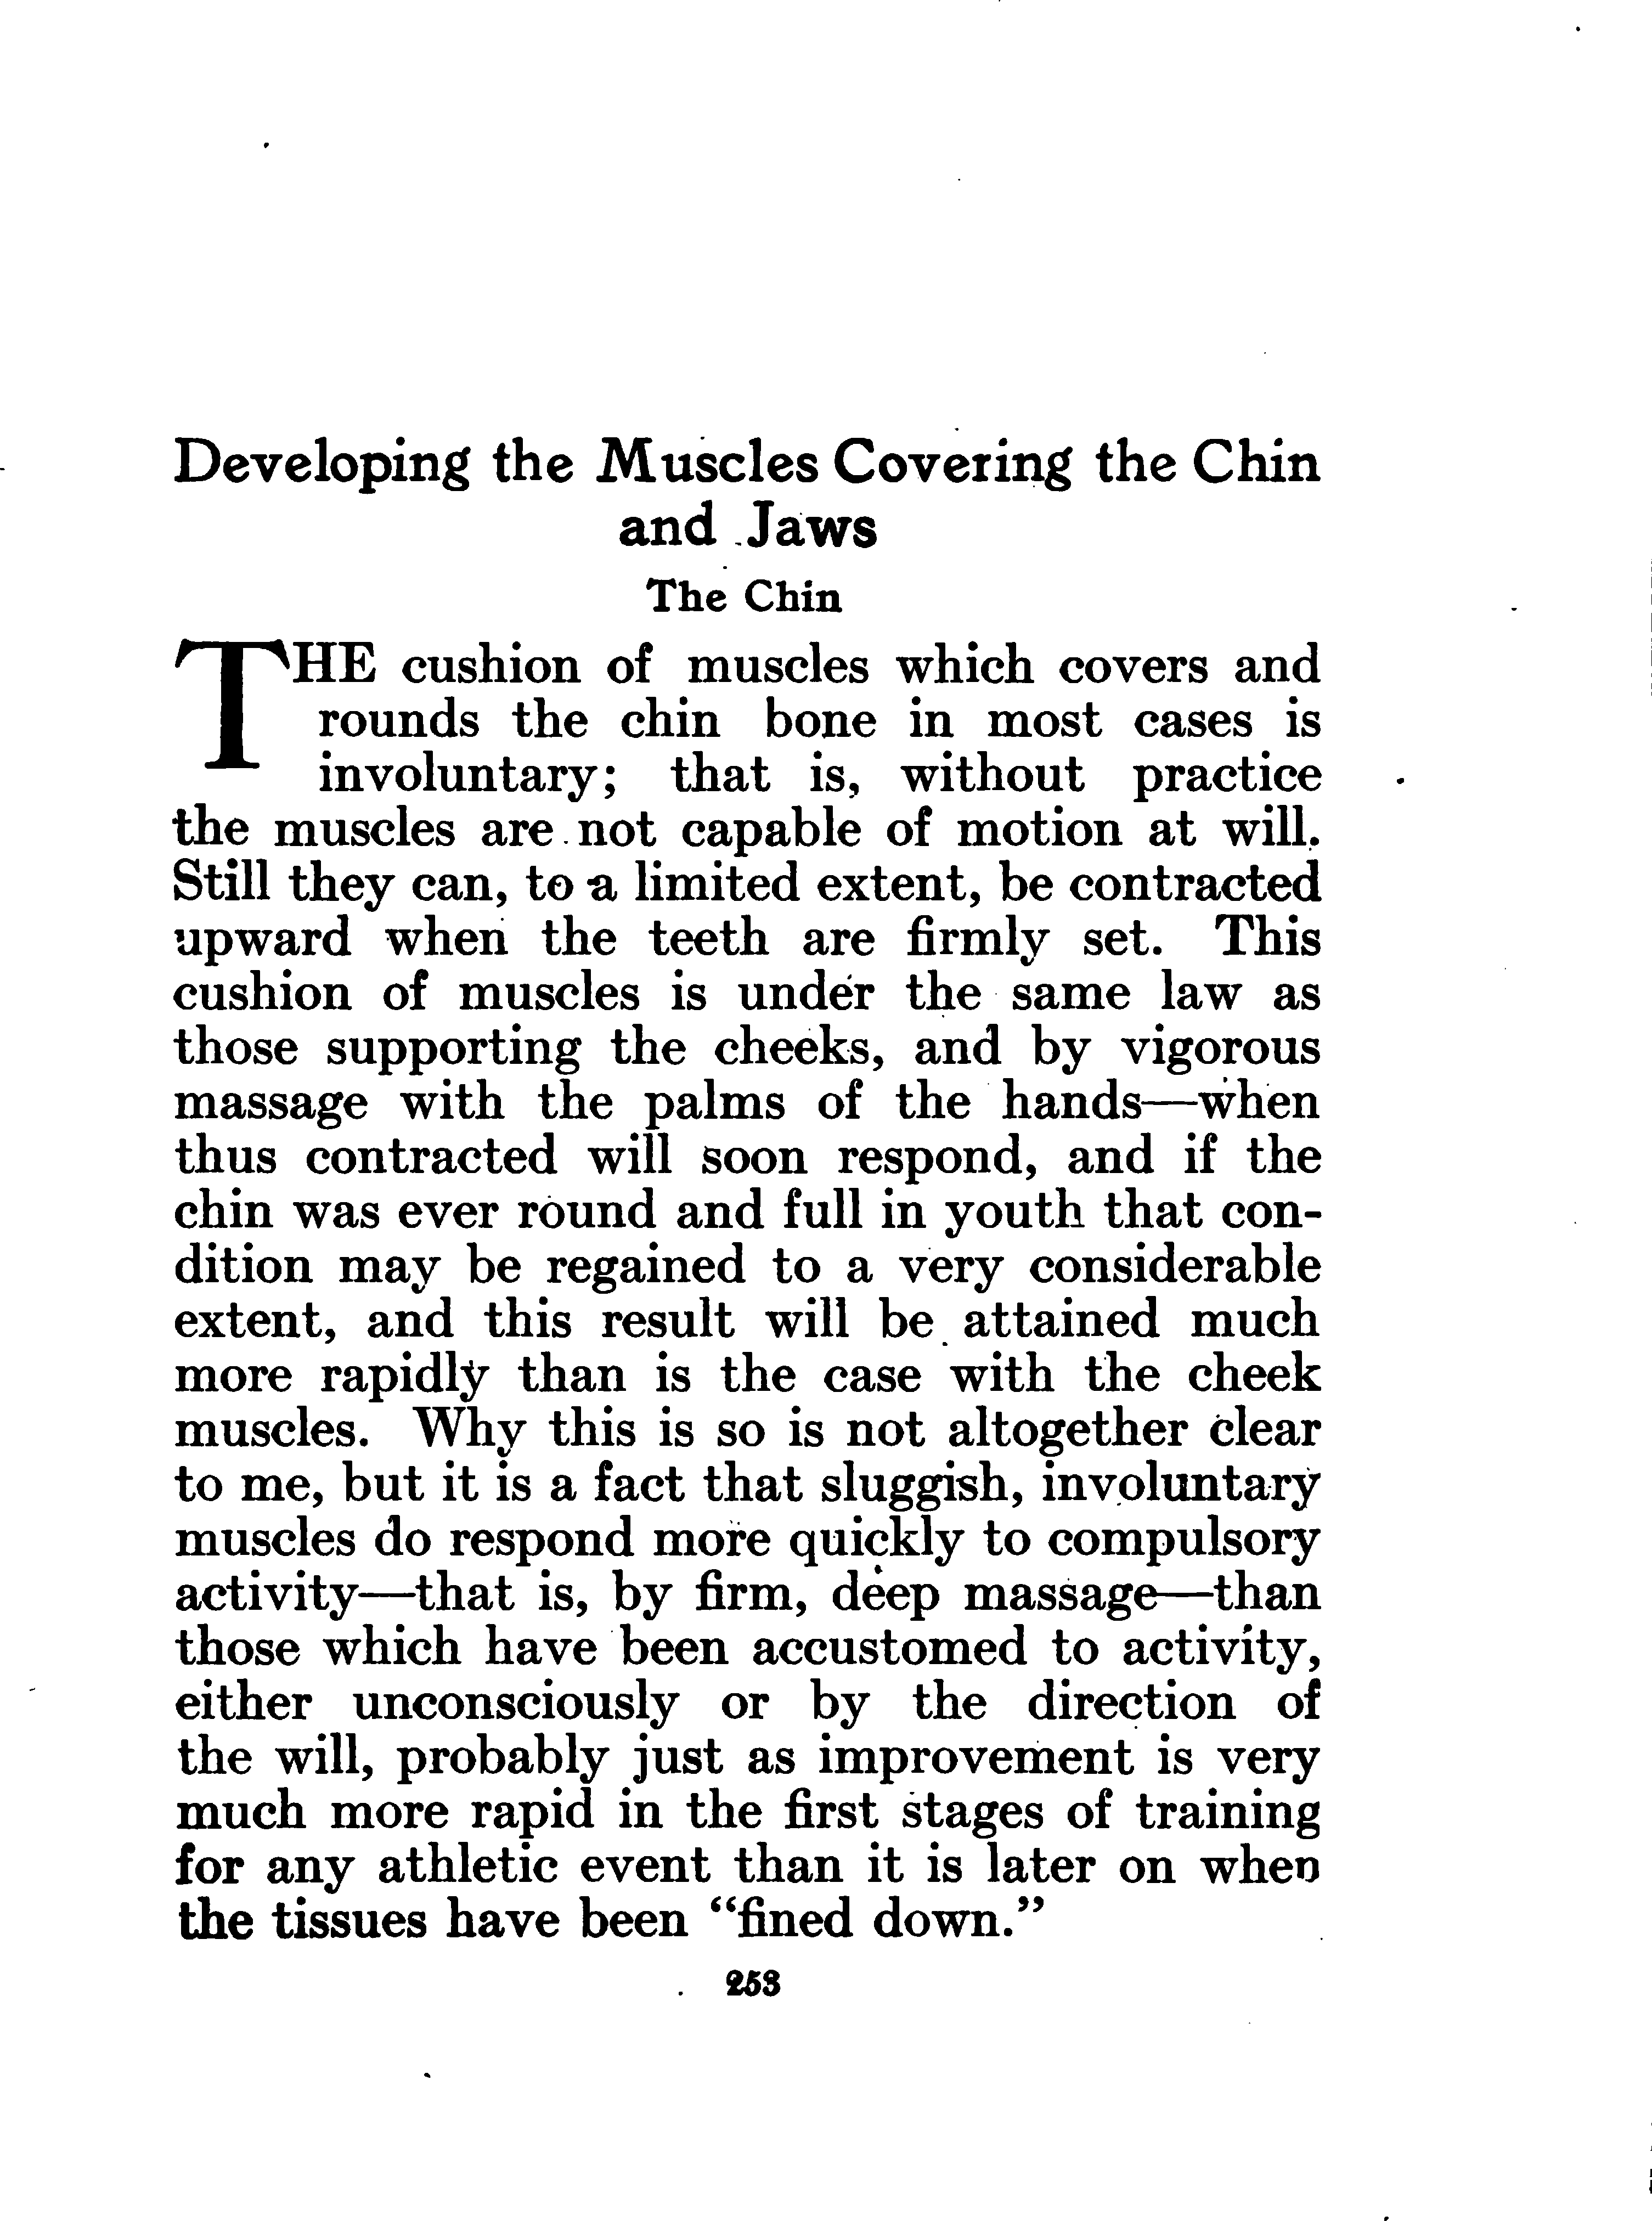 Developing the Muscles Covering the Chin
and Jaws
The Chin
THE cushion of muscles which covers and
rounds the chin bone in most cases is
involuntary; that is, without practice
the muscles are not capable of motion at will.
Still they can, to a limited extent, be contracted
upward when the teeth are firmly set. This
cushion of muscles is under the same law as
those supporting the cheeks, and by vigorous
massage with the palms of the hands—when
thus contracted will soon respond, and if the
chin was ever round and full in youth that con-
dition may be regained to a very considerable
extent, and this result will be attained much
more rapidly than is the case with the cheek
muscles. Why this is so is not altogether clear
to me, but it is a fact that sluggish, involuntary
muscles do respond more quickly to compulsory
activity—that is, by firm, deep massage—than
those which have been accustomed to activity,
either unconsciously or by the direction of
the will, probably just as improvement is very
much more rapid in the first stages of training
for any athletic event than it is later on when
the tissues have been “fined down.”
253